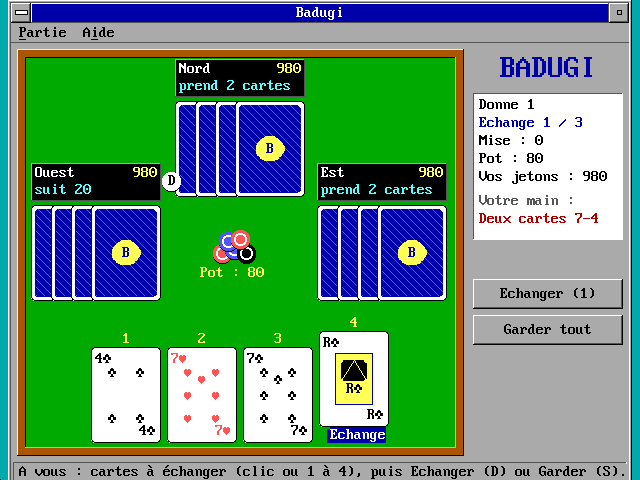 Badugi
Partie Aide
Nord 980
prend 2 cartes
B
D
Ouest 980
suit 20
B
Est 980
prend 2 cartes
B
Pot : 80
1 2 3 4
4♣ 7♥ 7♣ R♣
R♣
4♣ 7♥ 7♣ R♣
Echange
BADUGI
Donne 1
Echange 1 / 3
Mise : 0
Pot : 80
Vos jetons : 980
Votre main :
Deux cartes 7-4
Echanger (1)
Garder tout
A vous : cartes à échanger (clic ou 1 à 4), puis Echanger (D) ou Garder (S).